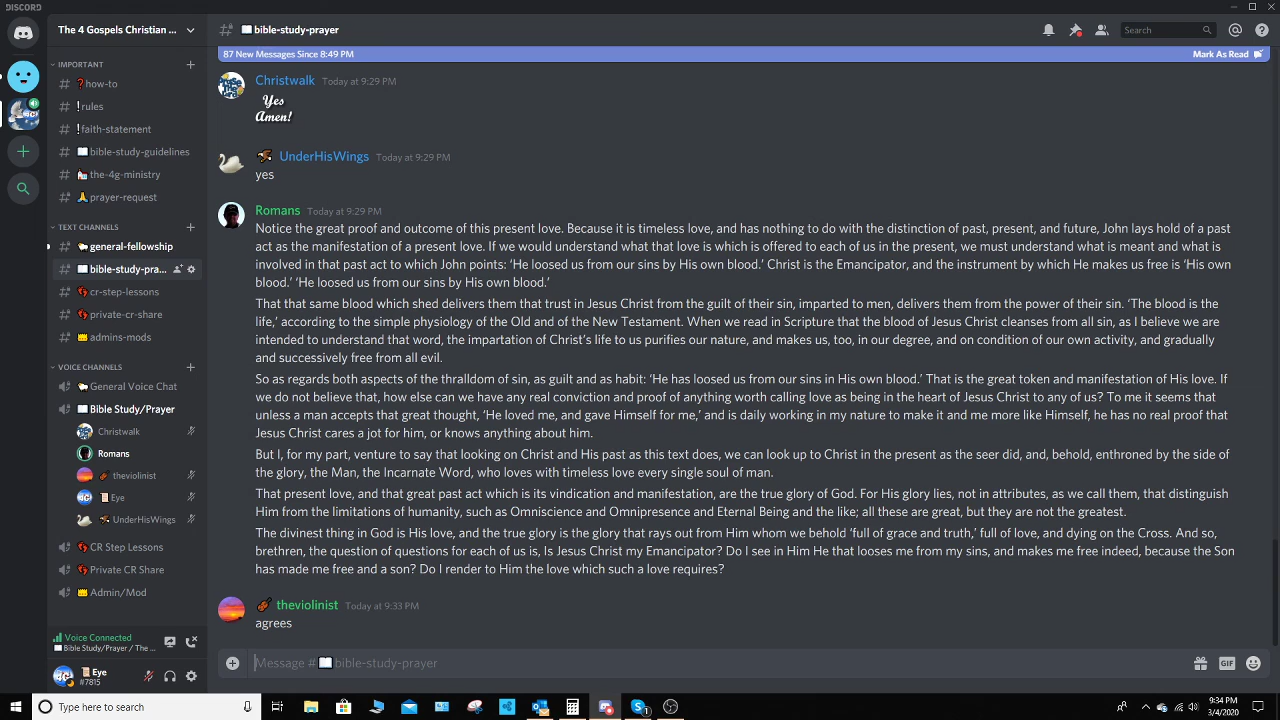 DISCORD
The 4 Gospels Christian ...
bible-study-prayer
Search
87 New Messages Since 8:49 PM
Mark As Read
IMPORTANT
how-to
rules
faith-statement
bible-study-guidelines
the-4g-ministry
prayer-request
TEXT CHANNELS
general-fellowship
bible-study-pra...
cr-step-lessons
private-cr-share
admins-mods
VOICE CHANNELS
General Voice Chat
Bible Study/Prayer
Christwalk
Romans
theviolinist
Eye
UnderHisWings
CR Step Lessons
Private CR Share
Admin/Mod
Voice Connected
Bible Study/Prayer / The ...
Eye
#7815
Christwalk Today at 9:29 PM
Yes
Amen!
UnderHisWings Today at 9:29 PM
yes
Romans Today at 9:29 PM
Notice the great proof and outcome of this present love. Because it is timeless love, and has nothing to do with the distinction of past, present, and future, John lays hold of a past
act as the manifestation of a present love. If we would understand what that love is which is offered to each of us in the present, we must understand what is meant and what is
involved in that past act to which John points: ‘He loosed us from our sins by His own blood.’ Christ is the Emancipator, and the instrument by which He makes us free is ‘His own
blood.’ ‘He loosed us from our sins by His own blood.’
That that same blood which shed delivers them that trust in Jesus Christ from the guilt of their sin, imparted to men, delivers them from the power of their sin. ‘The blood is the
life,’ according to the simple physiology of the Old and of the New Testament. When we read in Scripture that the blood of Jesus Christ cleanses from all sin, as I believe we are
intended to understand that word, the impartation of Christ’s life to us purifies our nature, and makes us, too, in our degree, and on condition of our own activity, and gradually
and successively free from all evil.
So as regards both aspects of the thralldom of sin, as guilt and as habit: ‘He has loosed us from our sins in His own blood.’ That is the great token and manifestation of His love. If
we do not believe that, how else can we have any real conviction and proof of anything worth calling love as being in the heart of Jesus Christ to any of us? To me it seems that
unless a man accepts that great thought, ‘He loved me, and gave Himself for me,’ and is daily working in my nature to make it and me more like Himself, he has no real proof that
Jesus Christ cares a jot for him, or knows anything about him.
But I, for my part, venture to say that looking on Christ and His past as this text does, we can look up to Christ in the present as the seer did, and, behold, enthroned by the side of
the glory, the Man, the Incarnate Word, who loves with timeless love every single soul of man.
That present love, and that great past act which is its vindication and manifestation, are the true glory of God. For His glory lies, not in attributes, as we call them, that distinguish
Him from the limitations of humanity, such as Omniscience and Omnipresence and Eternal Being and the like; all these are great, but they are not the greatest.
The divinest thing in God is His love, and the true glory is the glory that rays out from Him whom we behold ‘full of grace and truth,’ full of love, and dying on the Cross. And so,
brethren, the question of questions for each of us is, Is Jesus Christ my Emancipator? Do I see in Him He that looses me from my sins, and makes me free indeed, because the Son
has made me free and a son? Do I render to Him the love which such a love requires?
theviolinist Today at 9:33 PM
agrees
Message # bible-study-prayer
GIF
Type here to search
9:34 PM
3/4/2020